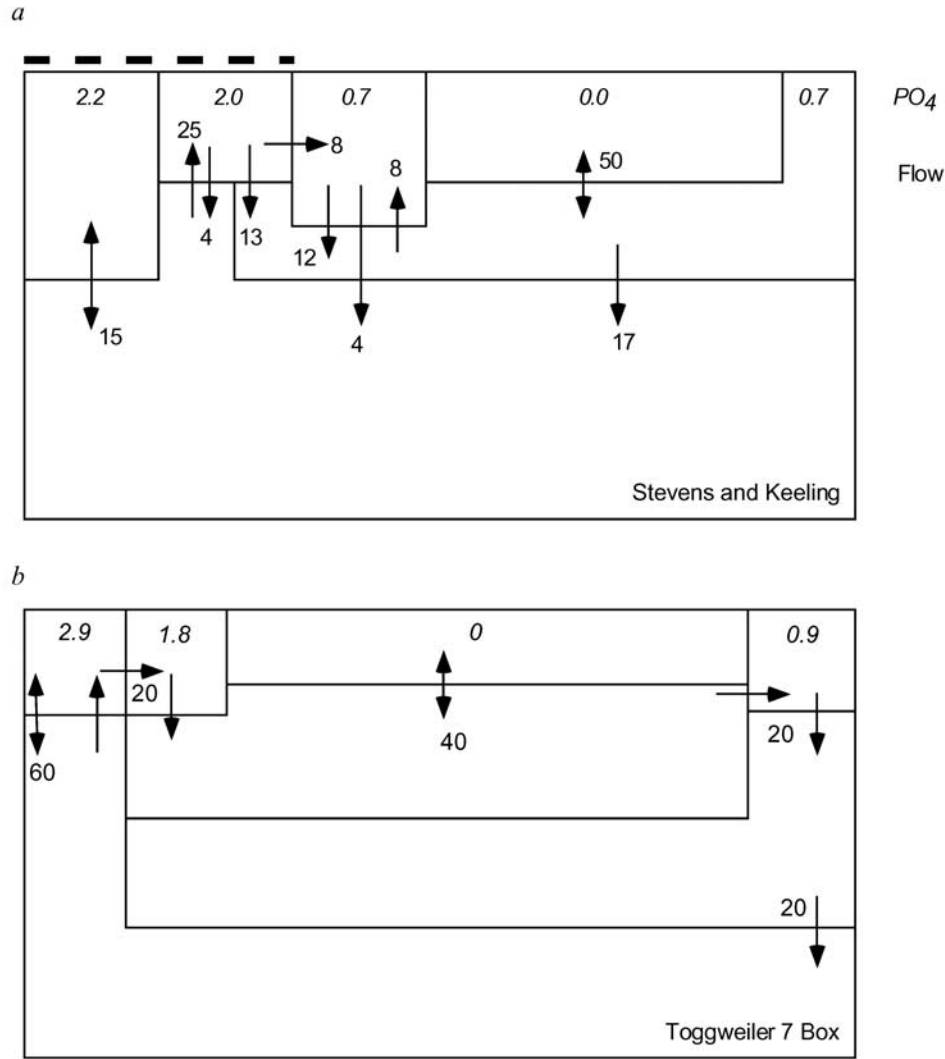 a
2.2 2.0 0.7 0.0 0.7 PO4
25 8 50
8 Flow
4 13
12
15 4 17
Stevens and Keeling
b
2.9 1.8 0 0.9
20
40 20
60
20
Toggweiler 7 Box